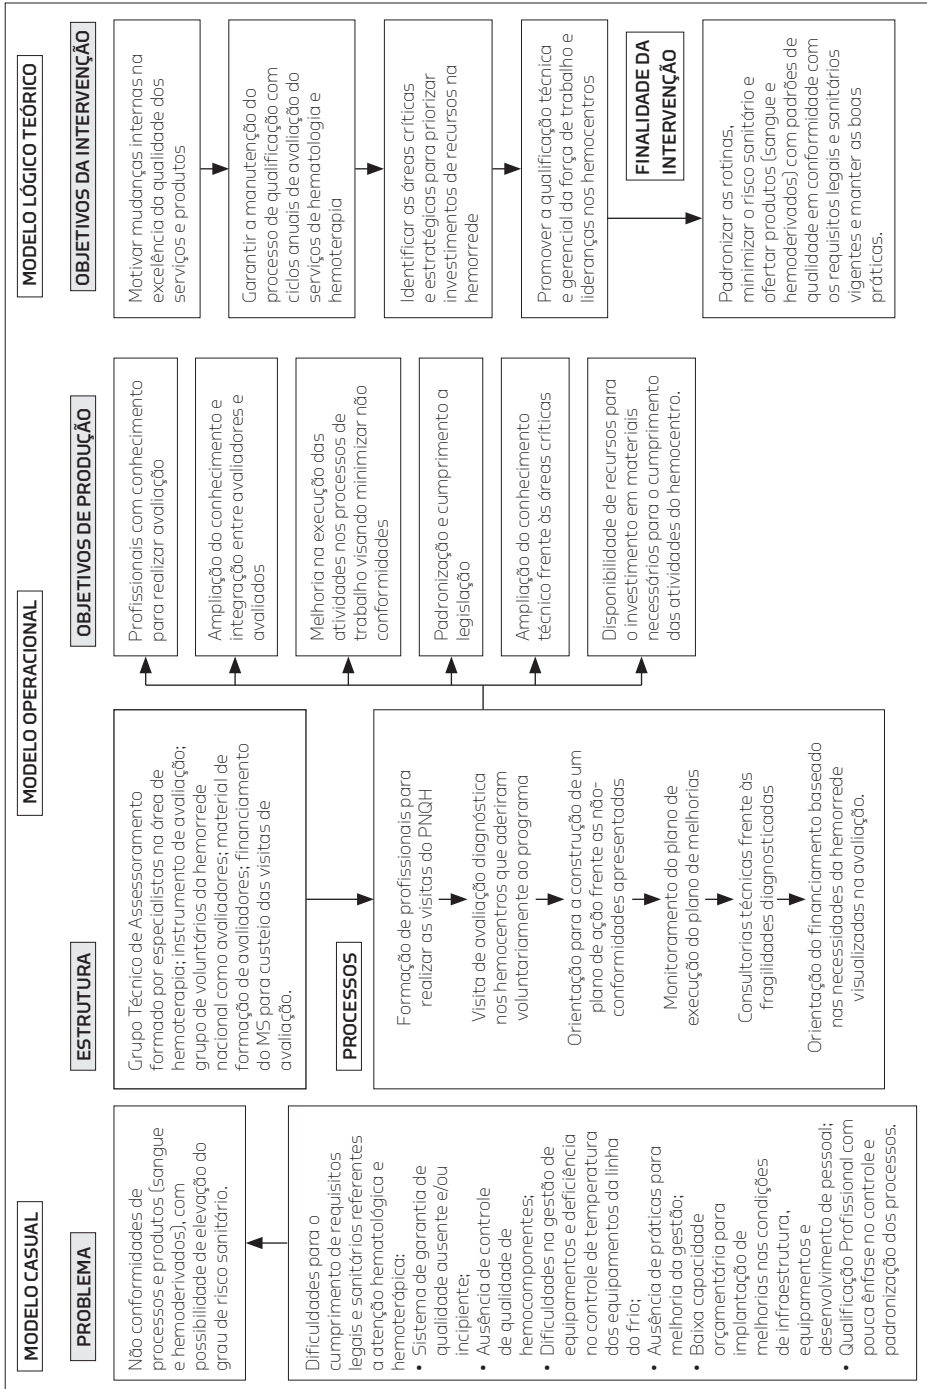 MODELO CASUAL
PROBLEMA
Não conformidades de
processos e produtos (sangue
e hemoderivados), com
possibilidade de elevação do
grau de risco sanitário.
Dificuldades para o
cumprimento de requisitos
legais e sanitários referentes
a atenção hematológica e
hemoterápica:
• Sistema de garantia de
qualidade ausente e/ou
incipiente;
• Ausência de controle
de qualidade de
hemocomponentes;
• Dificuldades na gestão de
equipamentos e deficiência
no controle de temperatura
dos equipamentos da linha
do frio;
• Ausência de práticas para
melhoria da gestão;
• Baixa capacidade
orçamentária para
implantação de
melhorias nas condições
de infraestrutura,
equipamentos e
desenvolvimento de pessoal;
• Qualificação Profissional com
pouca ênfase no controle e
padronização dos processos.
MODELO OPERACIONAL
ESTRUTURA
Grupo Técnico de Assessoramento
formado por especialistas na área de
hemoterapia; instrumento de avaliação;
grupo de voluntários da hemorrede
nacional como avaliadores; material de
formação de avaliadores; financiamento
do MS para custeio das visitas de
avaliação.
PROCESSOS
Formação de profissionais para
realizar as visitas do PNQH
Visita de avaliação diagnóstica
nos hemocentros que aderiram
voluntariamente ao programa
Orientação para a construção de um
plano de ação frente as não-
conformidades apresentadas
Monitoramento do plano de
execução do plano de melhorias
Consultorias técnicas frente às
fragilidades diagnosticadas
Orientação do financiamento baseado
nas necessidades da hemorrede
visualizadas na avaliação.
OBJETIVOS DE PRODUÇÃO
Profissionais com conhecimento
para realizar avaliação
Ampliação do conhecimento e
integração entre avaliadores e
avaliados
Melhoria na execução das
atividades nos processos de
trabalho visando minimizar não
conformidades
Padronização e cumprimento a
legislação
Ampliação do conhecimento
técnico frente às áreas críticas
Disponibilidade de recursos para
o investimento em materiais
necessários para o cumprimento
das atividades do hemocentro.
MODELO LÓGICO TEÓRICO
OBJETIVOS DA INTERVENÇÃO
Motivar mudanças internas na
excelência da qualidade dos
serviços e produtos
Garantir a manutenção do
processo de qualificação com
ciclos anuais de avaliação do
serviços de hematologia e
hemoterapia
Identificar as áreas críticas
e estratégicas para priorizar
investimentos de recursos na
hemorrede
Promover a qualificação técnica
e gerencial da força de trabalho e
lideranças nos hemocentros
FINALIDADE DA
INTERVENÇÃO
Padronizar as rotinas,
minimizar o risco sanitário e
ofertar produtos (sangue e
hemoderivados) com padrões de
qualidade em conformidade com
os requisitos legais e sanitários
vigentes e manter as boas
práticas.